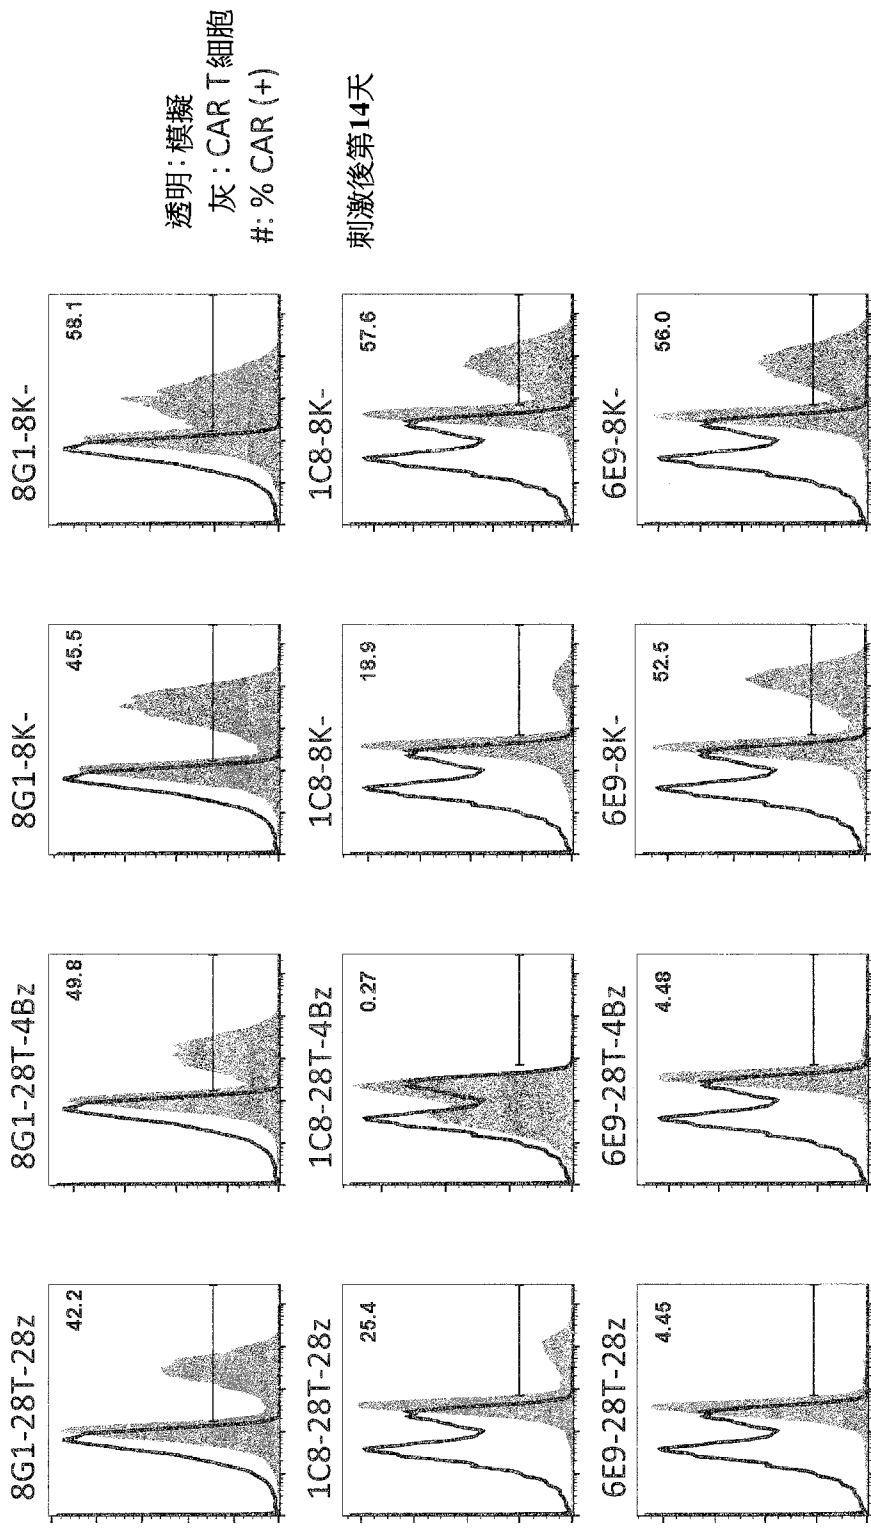 8G1-28T-28z
8G1-28T-4Bz
8G1-8K-
8G1-8K-
42.2
49.8
45.5
58.1
透明：模擬
灰：CAR T 細胞
#: % CAR (+)
1C8-28T-28z
1C8-28T-4Bz
1C8-8K-
1C8-8K-
25.4
0.27
18.9
57.6
刺激後第14天
6E9-28T-28z
6E9-28T-4Bz
6E9-8K-
6E9-8K-
4.45
4.48
52.5
56.0